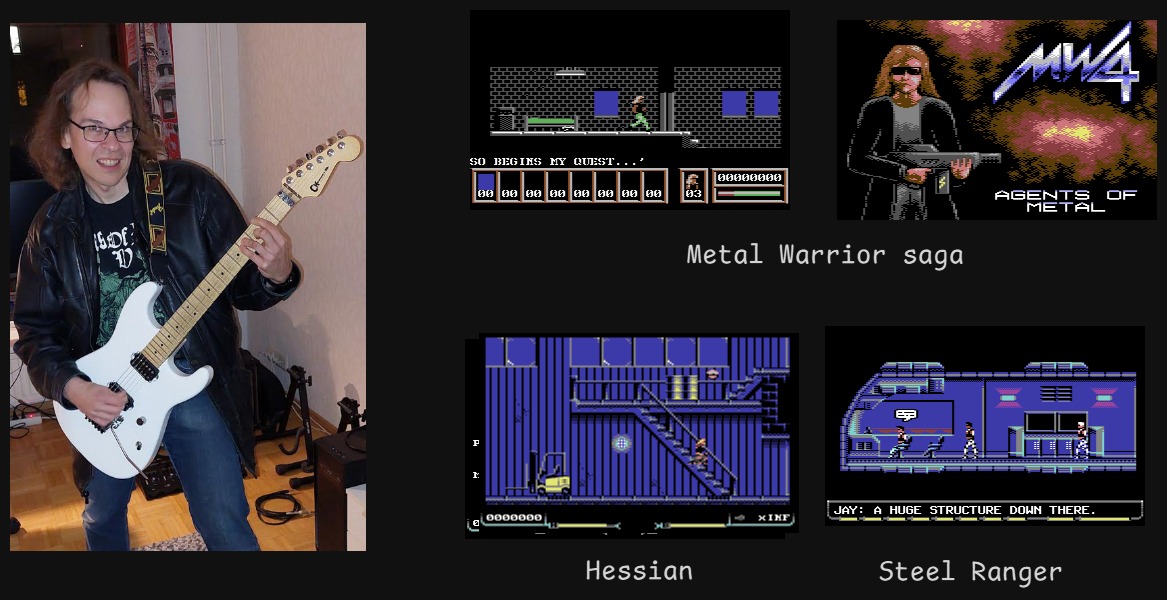 SO BEGINS MY QUEST...'
00 00 00 00 00 00 00 00
03
00000000
MW4
AGENTS OF
METAL
Metal Warrior saga
0000000
xINF
JAY: A HUGE STRUCTURE DOWN THERE.
Hessian
Steel Ranger